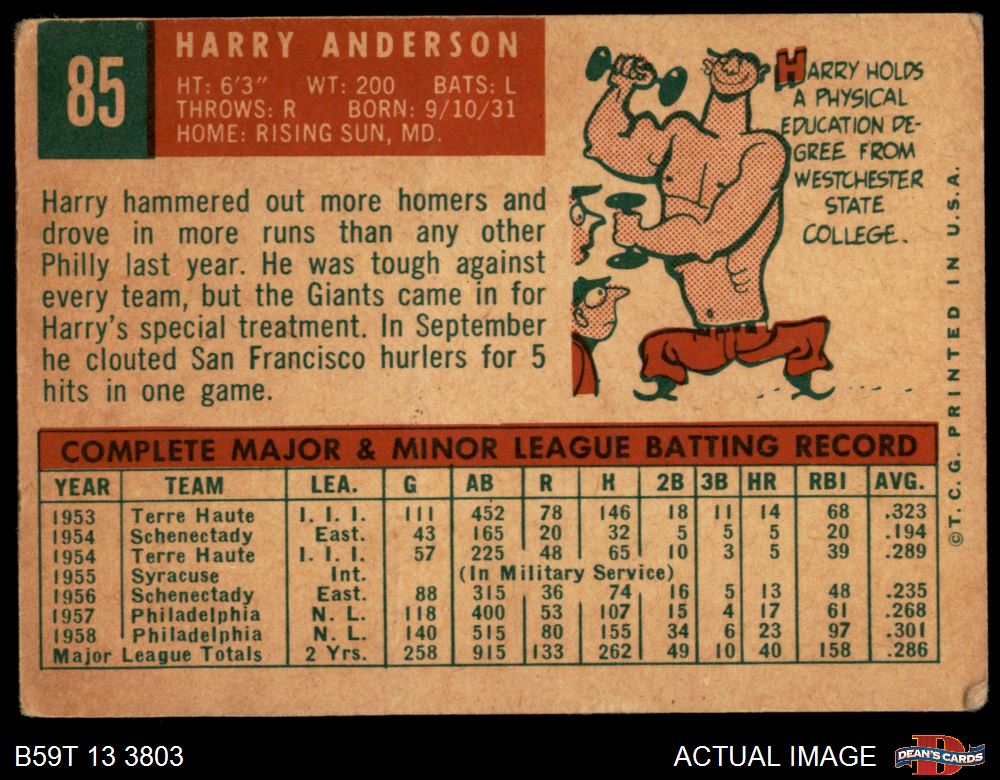 85
HARRY ANDERSON
HT: 6'3" WT: 200 BATS: L
THROWS: R BORN: 9/10/31
HOME: RISING SUN, MD.
Harry hammered out more homers and
drove in more runs than any other
Philly last year. He was tough against
every team, but the Giants came in for
Harry's special treatment. In September
he clouted San Francisco hurlers for 5
hits in one game.
HARRY HOLDS
A PHYSICAL
EDUCATION DE-
GREE FROM
WESTCHESTER
STATE
COLLEGE.
© T. C. G. PRINTED IN U.S.A.
COMPLETE MAJOR & MINOR LEAGUE BATTING RECORD
YEAR TEAM LEA. G AB R H 2B 3B HR RBI AVG.
1953 Terre Haute I. I. I. 111 452 78 146 18 11 14 68 .323
1954 Schenectady East. 43 165 20 32 5 5 5 20 .194
1954 Terre Haute I. I. I. 57 225 48 65 10 3 5 39 .289
1955 Syracuse Int. (In Military Service)
1956 Schenectady East. 88 315 36 74 16 5 13 48 .235
1957 Philadelphia N. L. 118 400 53 107 15 4 17 61 .268
1958 Philadelphia N. L. 140 515 80 155 34 6 23 97 .301
Major League Totals 2 Yrs. 258 915 133 262 49 10 40 158 .286
B59T 13 3803
ACTUAL IMAGE
D
DEAN'S CARDS